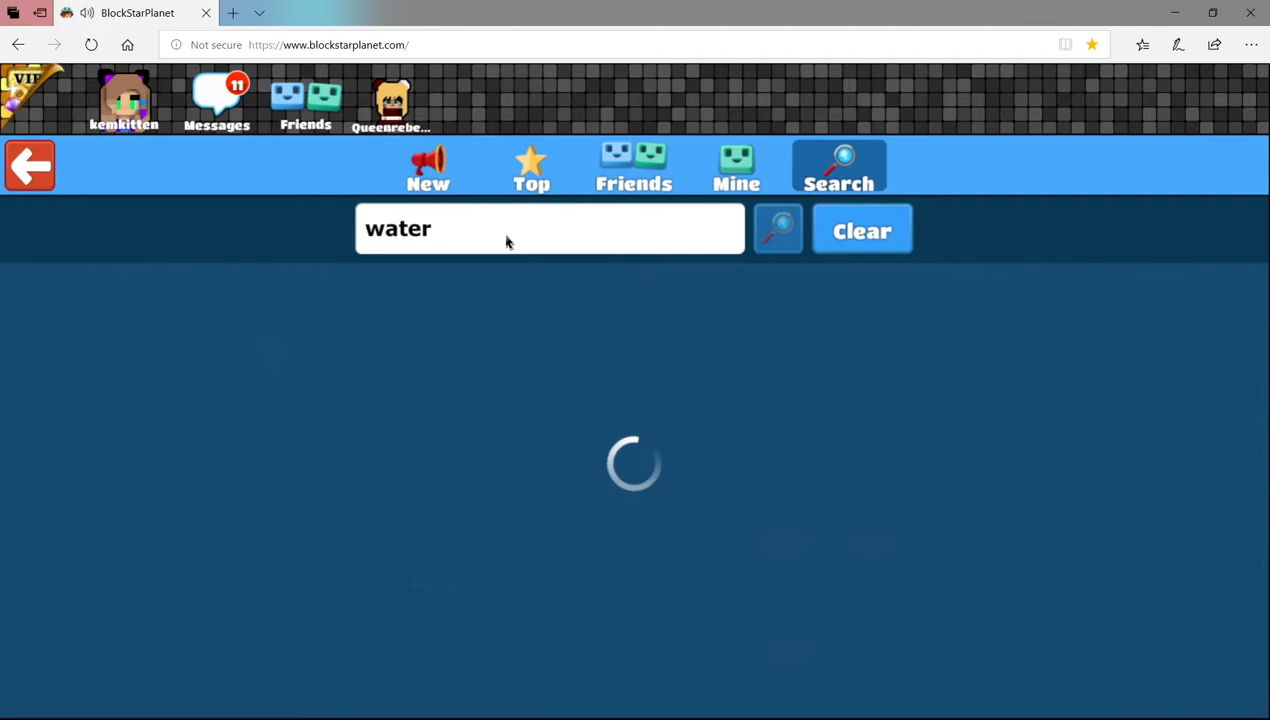 BlockStarPlanet
Not secure https://www.blockstarplanet.com/
VIP
11
kemkitten Messages Friends Queenrebe...
New Top Friends Mine Search
water Clear